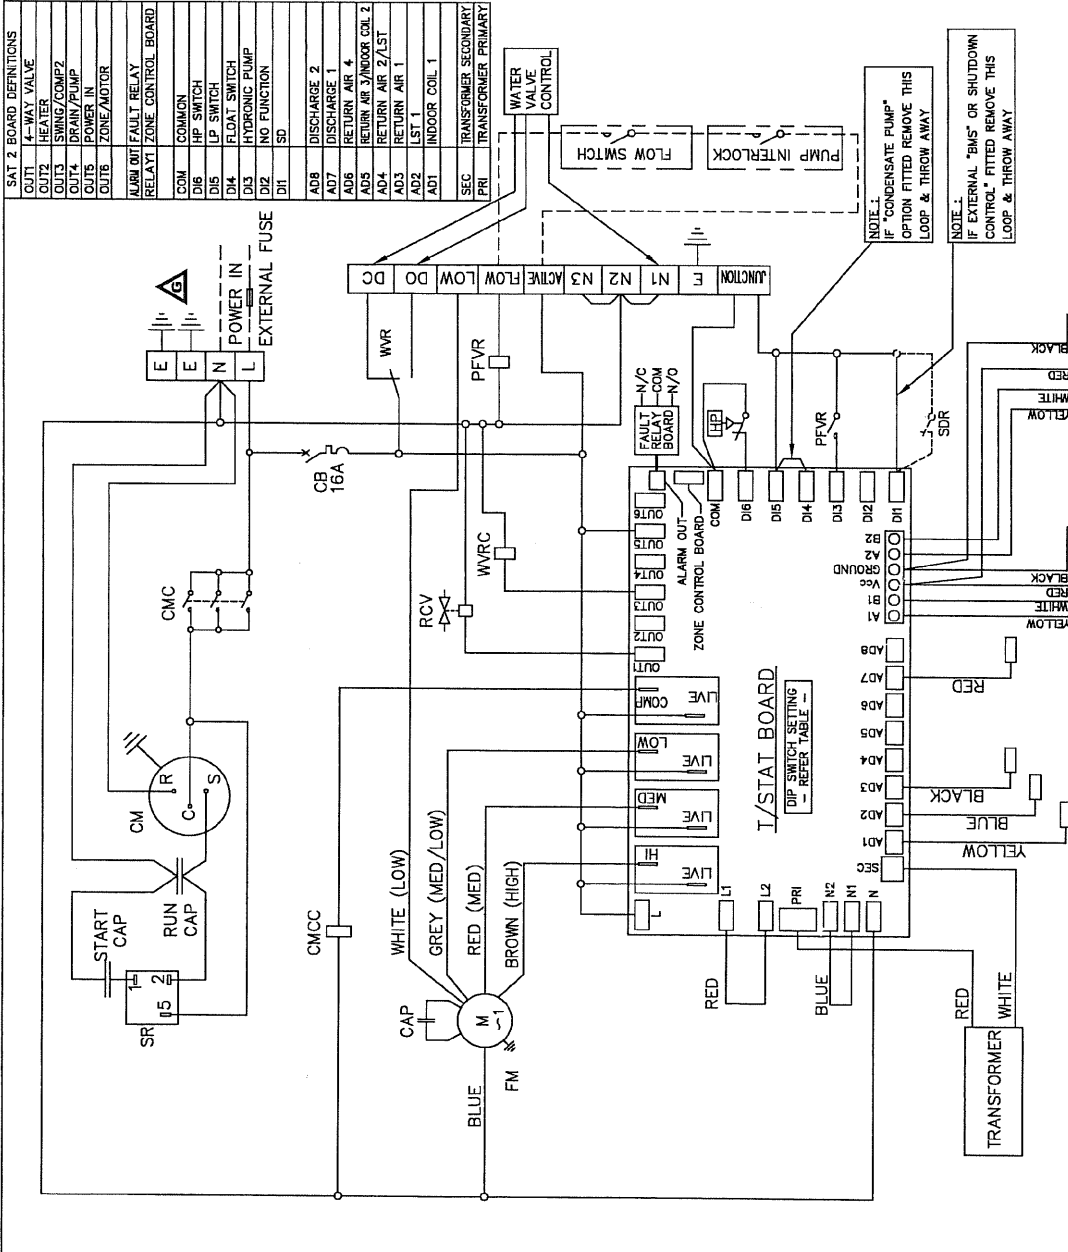 SAT 2 BOARD DEFINITIONS
OUT1 4-WAY VALVE
OUT2 HEATER
OUT3 SWING/COMP2
OUT4 DRAIN/PUMP
OUT5 POWER IN
OUT6 ZONE/MOTOR
ALARM OUT FAULT RELAY
RELAY1 ZONE CONTROL BOARD
COM COMMON
DI6 HP SWITCH
DI5 LP SWITCH
DI4 FLOAT SWITCH
DI3 HYDRONIC PUMP
DI2 NO FUNCTION
DI1 SD
AD8 DISCHARGE 2
AD7 DISCHARGE 1
AD6 RETURN AIR 4
AD5 RETURN AIR 3/INDOOR COIL 2
AD4 RETURN AIR 2/LST
AD3 RETURN AIR 1
AD2 LST 1
AD1 INDOOR COIL 1
SEC TRANSFORMER SECONDARY
PRI TRANSFORMER PRIMARY
WATER
VALVE
CONTROL
FLOW SWITCH
PUMP INTERLOCK
NOTE :
IF "CONDENSATE PUMP"
OPTION FITTED REMOVE THIS
LOOP & THROW AWAY
NOTE :
IF EXTERNAL "BMS" OR SHUTDOWN
CONTROL" FITTED REMOVE THIS
LOOP & THROW AWAY
G
POWER IN
EXTERNAL FUSE
E
E
N
L
DC
DO
LOW
FLOW
ACTIVE
N3
N2
N1
E
JUNCTION
WVR
PFVR
CB
16A
N/C
COM
N/O
FAULT
RELAY
BOARD
HP
PFVR
SDR
CMC
RCV
WVRC
OUT6
OUT5
OUT4
OUT3
OUT2
OUT1
ALARM OUT
ZONE CONTROL BOARD
COM
DI6
DI5
DI4
DI3
DI2
DI1
B2
A2
GROUND
Vcc
B1
A1
BLACK
RED
WHITE
YELLOW
BLACK
RED
WHITE
YELLOW
CM
R
C
S
START
CAP
RUN
CAP
SR
1
2
5
CMCC
COMP
LIVE
LOW
LIVE
MED
LIVE
HI
LIVE
T/STAT BOARD
DIP SWITCH SETTING
- REFER TABLE -
AD8
AD7
AD6
AD5
AD4
AD3
AD2
AD1
SEC
RED
BLACK
BLUE
YELLOW
WHITE (LOW)
GREY (MED/LOW)
RED (MED)
BROWN (HIGH)
CAP
M
~1
FM
BLUE
L
L1
L2
PRI
N2
N1
N
RED
BLUE
RED
WHITE
TRANSFORMER